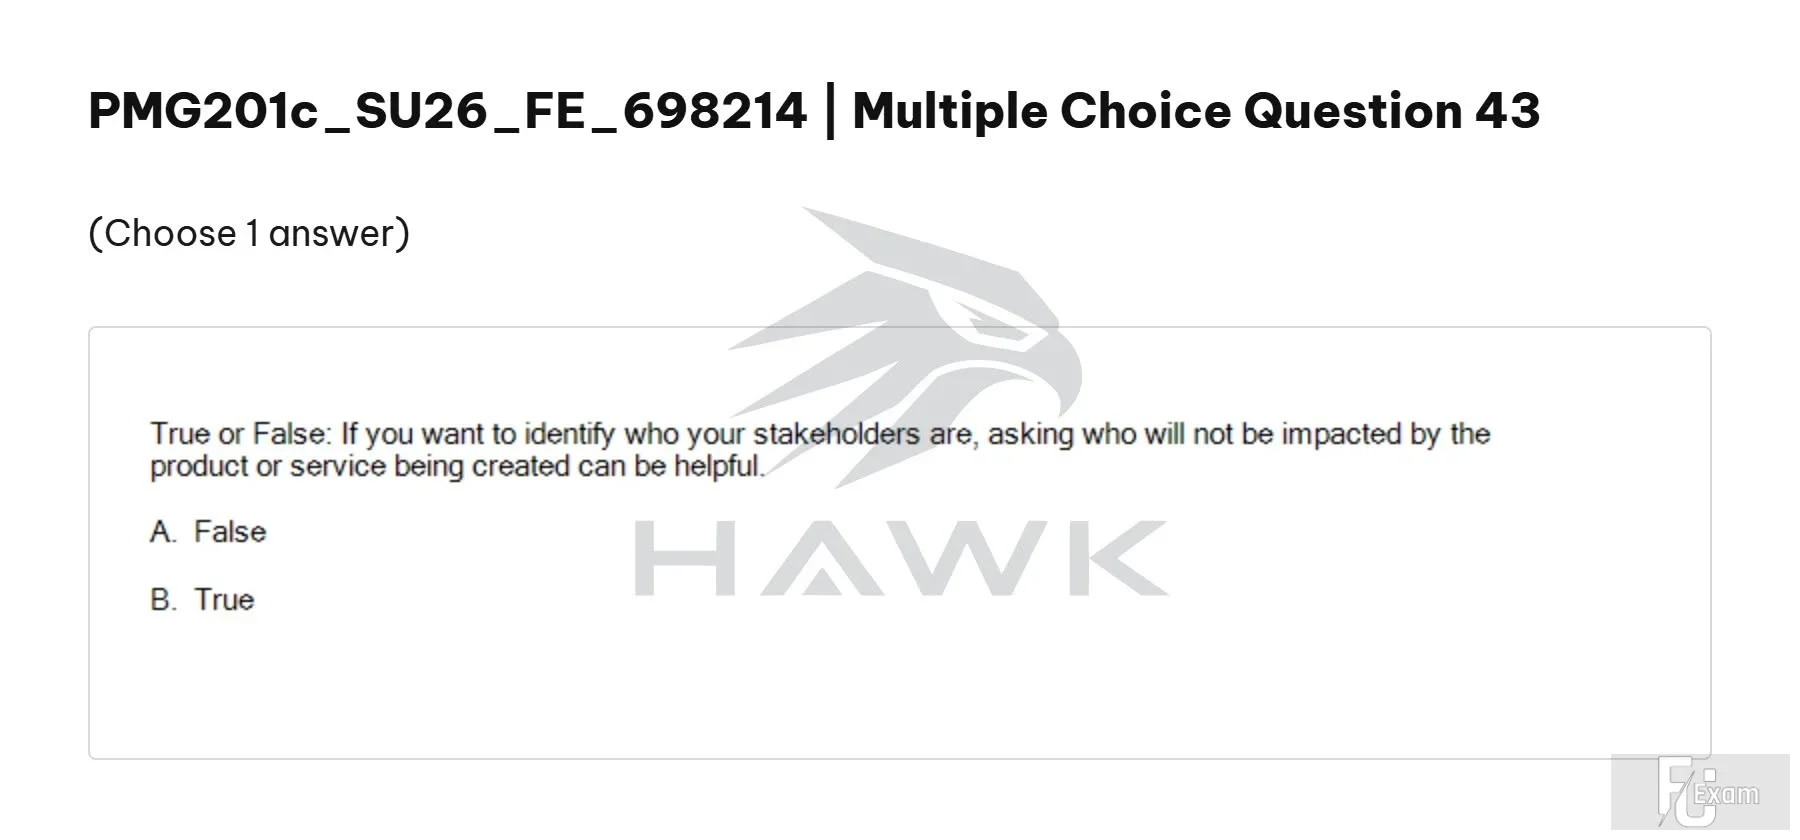 PMG201c_SU26_FE_698214 | Multiple Choice Question 43
(Choose 1 answer)
True or False: If you want to identify who your stakeholders are, asking who will not be impacted by the
product or service being created can be helpful.
A. False
HAWK
B. True
FU Exam